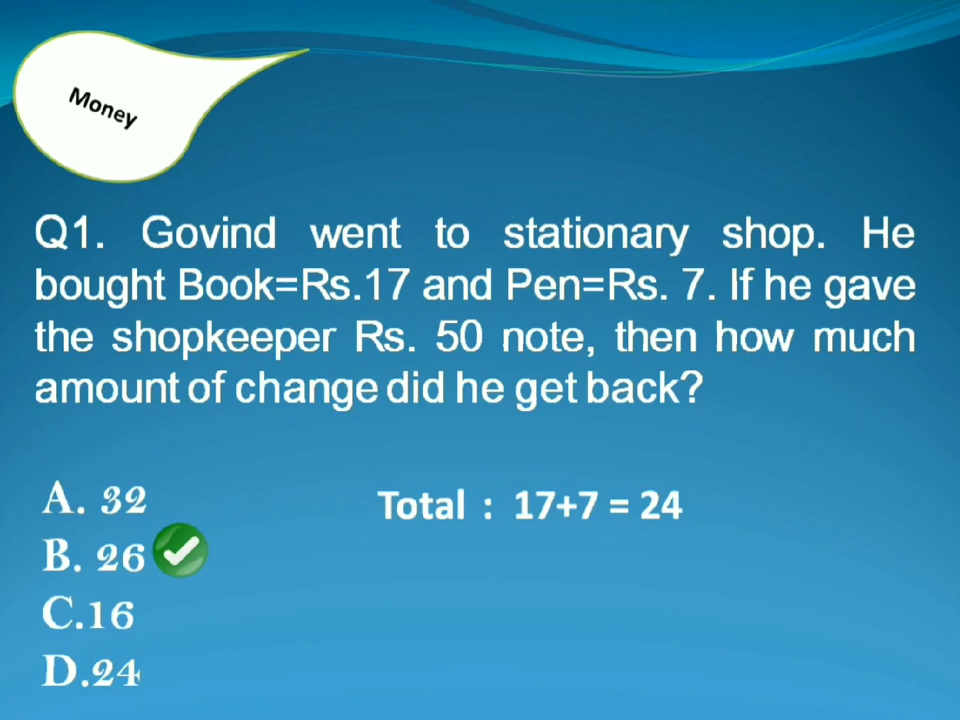 Money
Q1. Govind went to stationary shop. He
bought Book=Rs.17 and Pen=Rs. 7. If he gave
the shopkeeper Rs. 50 note, then how much
amount of change did he get back?
A. 32
Total : 17+7 = 24
B. 26
C.16
D.24